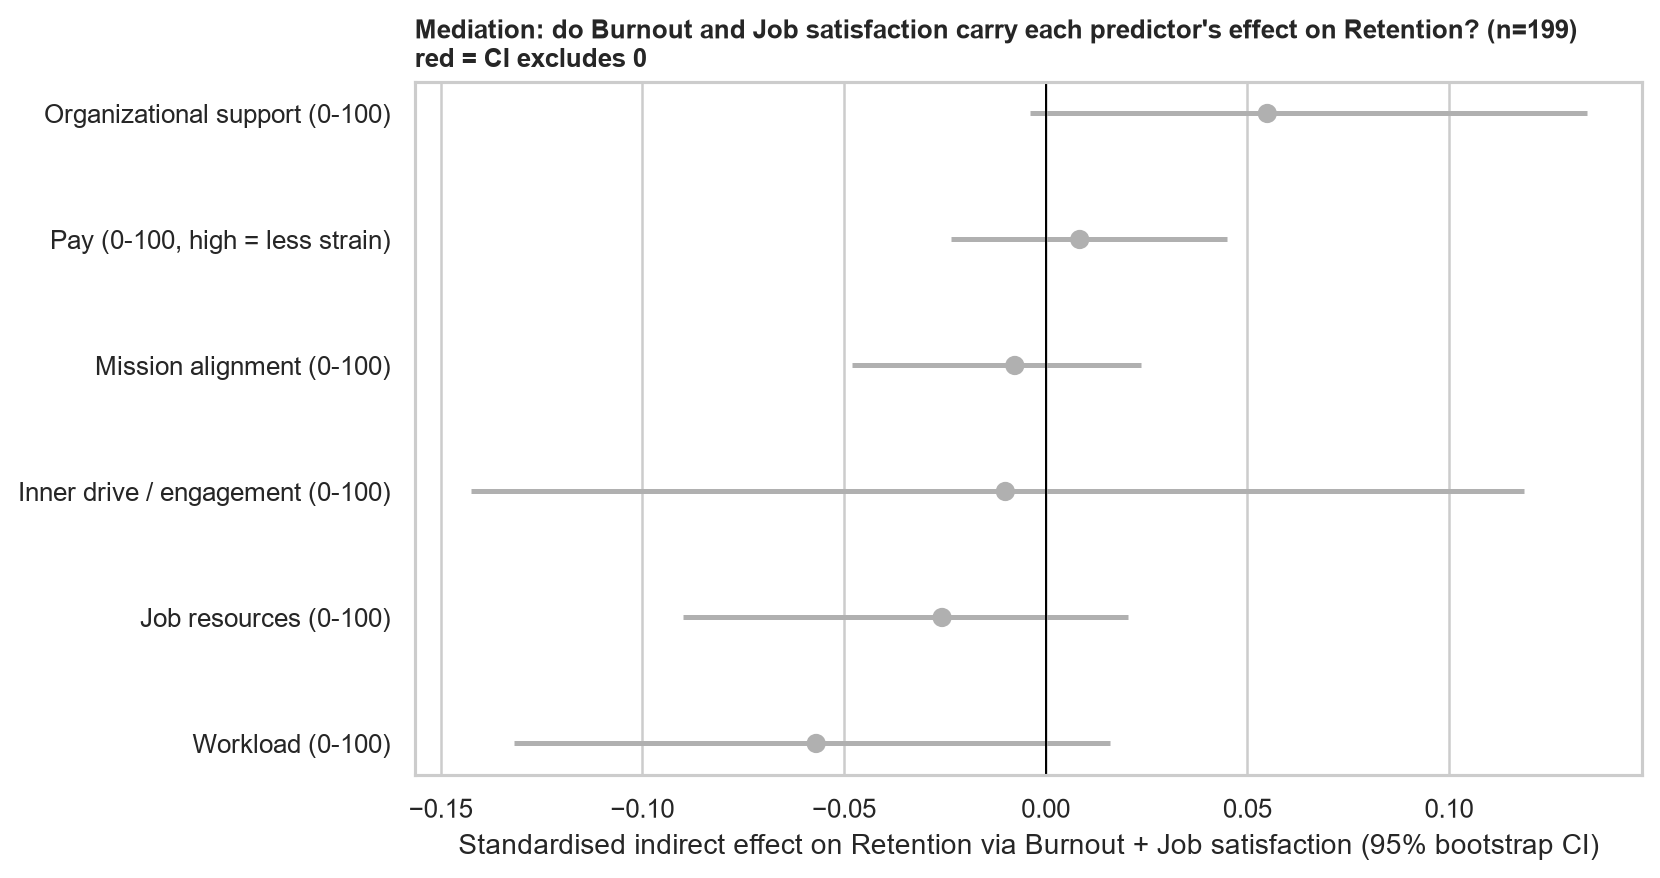 Mediation: do Burnout and Job satisfaction carry each predictor's effect on Retention? (n=199)
red = CI excludes 0
Organizational support (0-100)
Pay (0-100, high = less strain)
Mission alignment (0-100)
Inner drive / engagement (0-100)
Job resources (0-100)
Workload (0-100)
−0.15 −0.10 −0.05 0.00 0.05 0.10
Standardised indirect effect on Retention via Burnout + Job satisfaction (95% bootstrap CI)